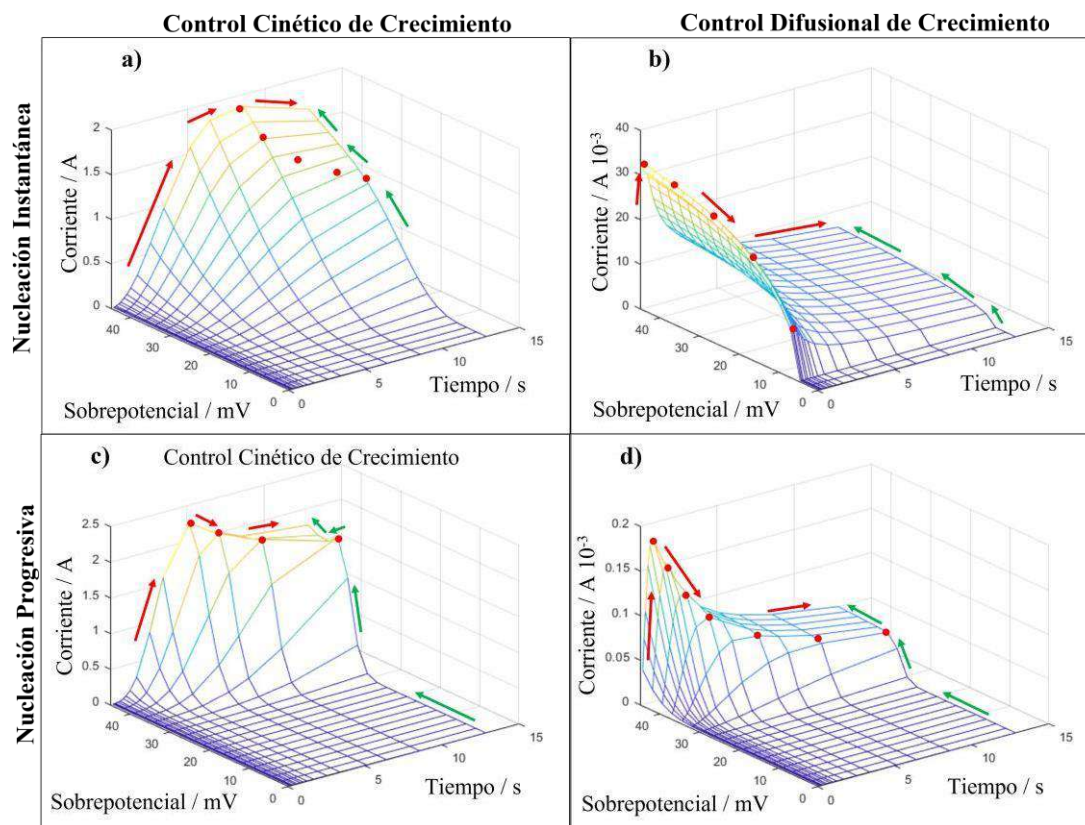 Control Cinético de Crecimiento
Control Difusional de Crecimiento
Nucleación Instantánea
a)
2
1.5
1
0.5
0
Corriente / A
40
30
20
10
0
Sobrepotencial / mV
0
5
10
15
Tiempo / s
b)
40
30
20
10
0
Corriente / A 10⁻³
40
30
20
10
0
Sobrepotencial / mV
0
5
10
15
Tiempo / s
Nucleación Progresiva
c)
Control Cinético de Crecimiento
2.5
2
1.5
1
0.5
0
Corriente / A
40
30
20
10
0
Sobrepotencial / mV
0
5
10
15
Tiempo / s
d)
0.2
0.15
0.1
0.05
0
Corriente / A 10⁻³
40
30
20
10
0
Sobrepotencial / mV
0
5
10
15
Tiempo / s